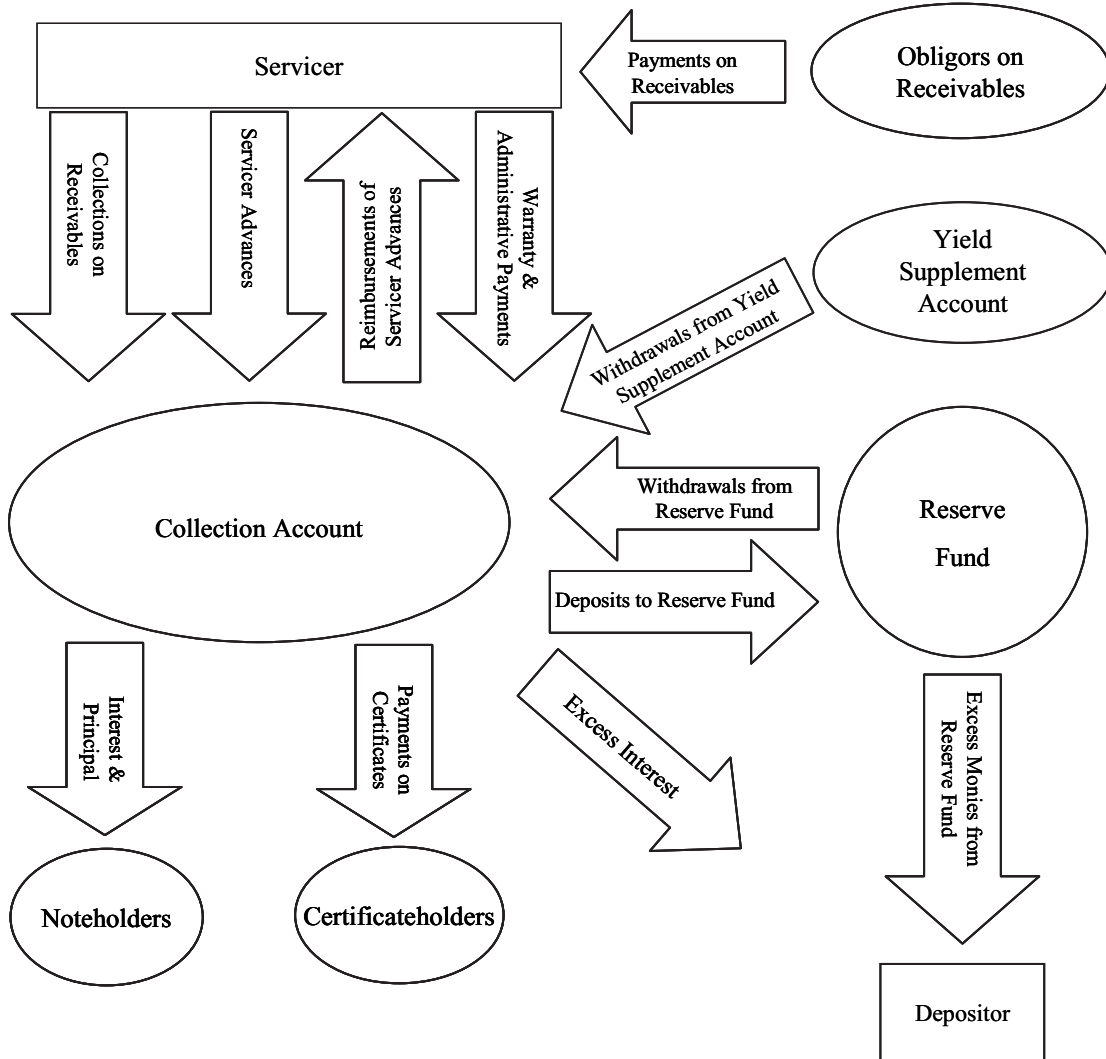 Servicer
Payments on
Receivables
Obligors on
Receivables
Collections on
Receivables
Servicer Advances
Reimbursements of
Servicer Advances
Warranty &
Administrative Payments
Yield
Supplement
Account
Withdrawals from Yield
Supplement Account
Collection Account
Withdrawals from
Reserve Fund
Reserve
Fund
Deposits to Reserve Fund
Interest &
Principal
Payments on
Certificates
Excess Interest
Excess Monies from
Reserve Fund
Noteholders
Certificateholders
Depositor